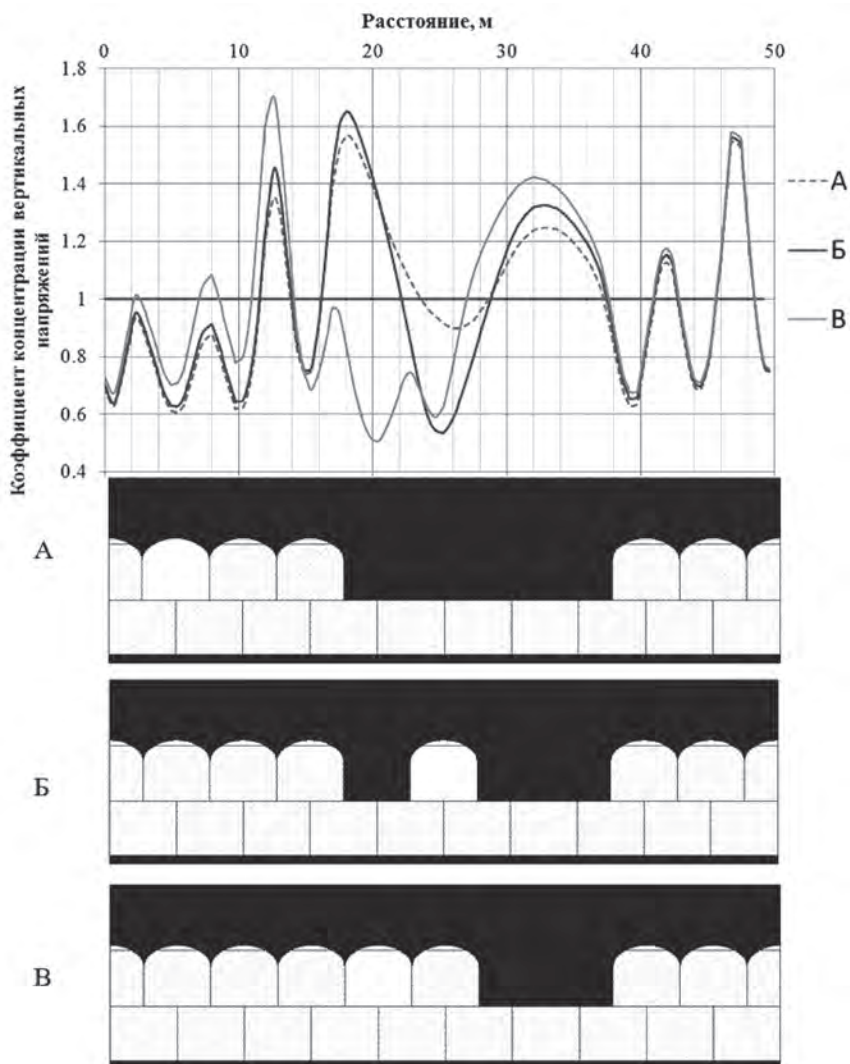 Расстояние, м
0 10 20 30 40 50
Коэффициент концентрации вертикальных
напряжений
1.8
1.6
1.4
1.2
1
0.8
0.6
0.4
А
Б
В
А
Б
В